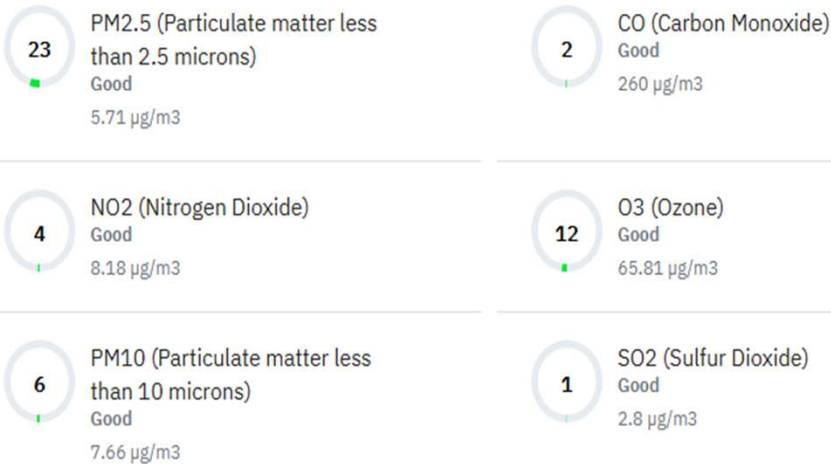 23
PM2.5 (Particulate matter less
than 2.5 microns)
Good
5.71 µg/m3
2
CO (Carbon Monoxide)
Good
260 µg/m3
4
NO2 (Nitrogen Dioxide)
Good
8.18 µg/m3
12
O3 (Ozone)
Good
65.81 µg/m3
6
PM10 (Particulate matter less
than 10 microns)
Good
7.66 µg/m3
1
SO2 (Sulfur Dioxide)
Good
2.8 µg/m3